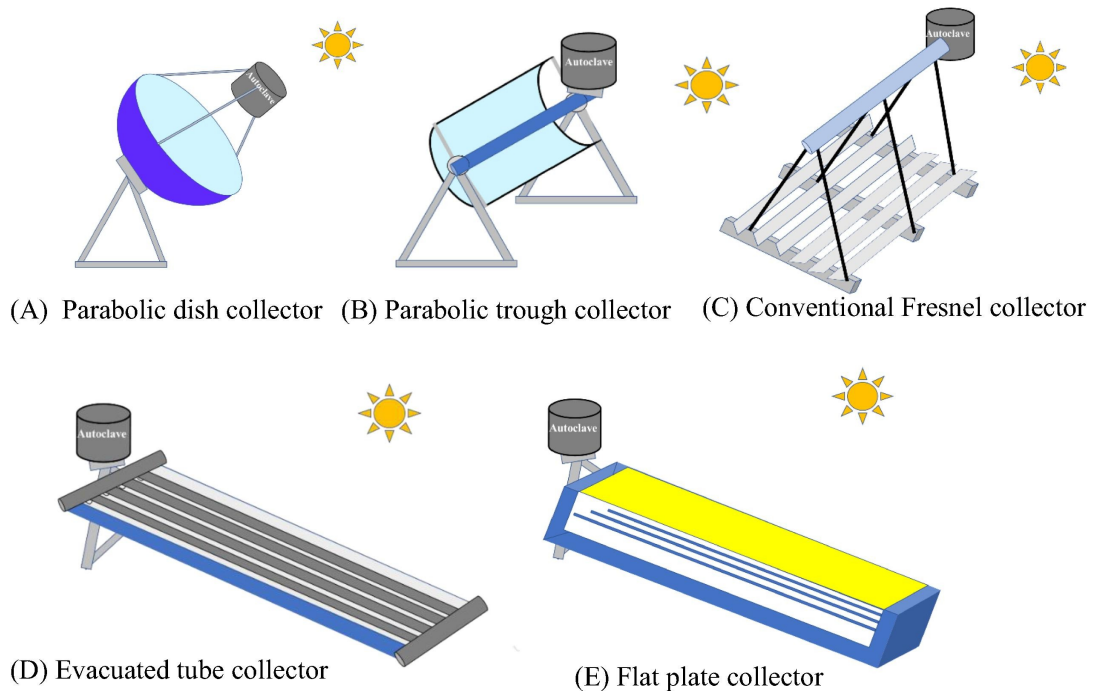 Autoclave
Autoclave
Autoclave
(A) Parabolic dish collector
(B) Parabolic trough collector
(C) Conventional Fresnel collector
Autoclave
Autoclave
(D) Evacuated tube collector
(E) Flat plate collector